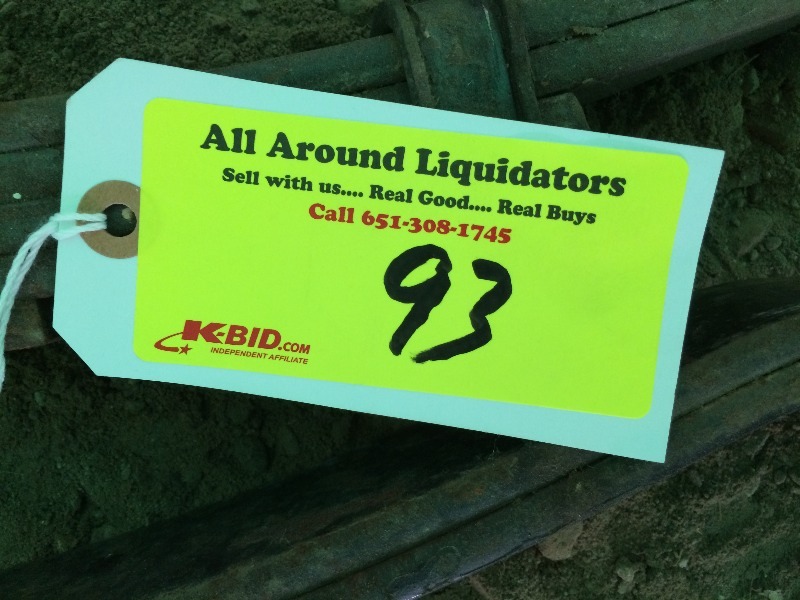 All Around Liquidators
Sell with us.... Real Good.... Real Buys
Call 651-308-1745
93
K-BID.COM
INDEPENDENT AFFILIATE